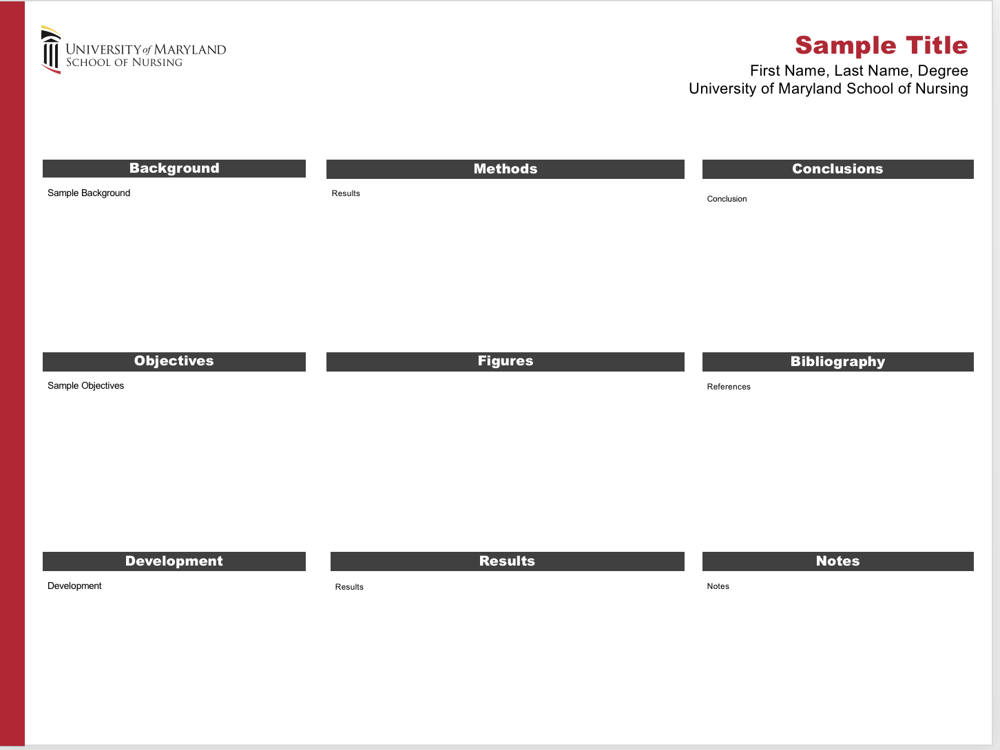 UNIVERSITY of MARYLAND
SCHOOL OF NURSING
Sample Title
First Name, Last Name, Degree
University of Maryland School of Nursing
Background
Sample Background
Objectives
Sample Objectives
Development
Development
Methods
Results
Figures
Results
Results
Conclusions
Conclusion
Bibliography
References
Notes
Notes